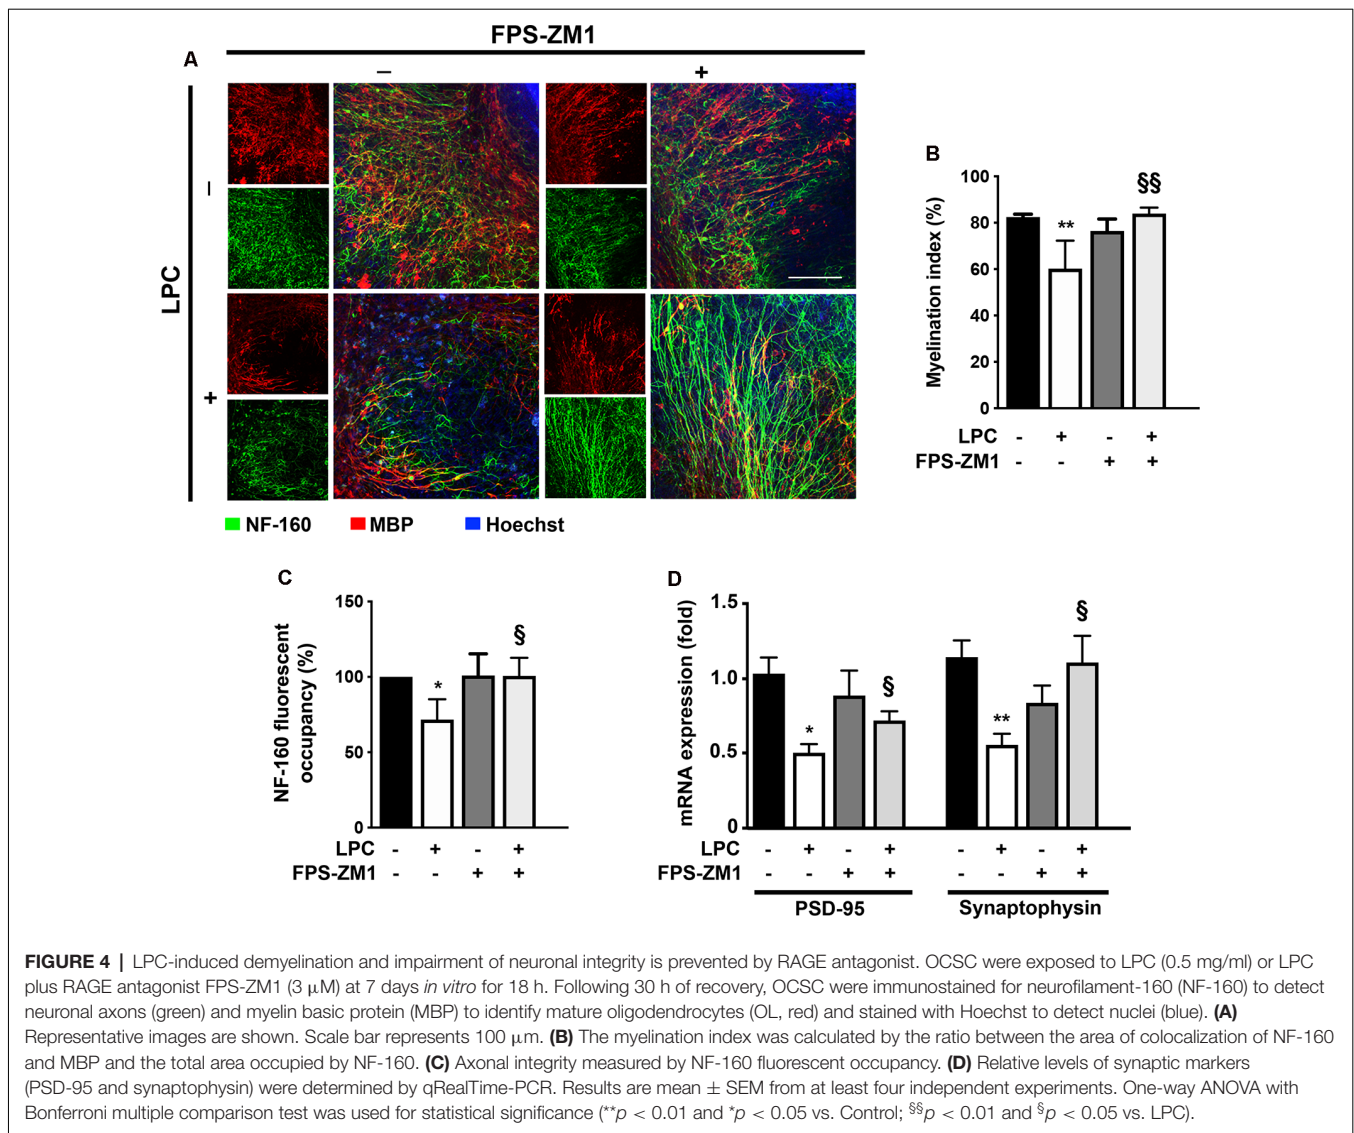 FPS-ZM1
A
− +
LPC
−
+
NF-160 MBP Hoechst
B
§§
**
Myelination index (%)
100
80
60
40
20
0
LPC - + - +
FPS-ZM1 - - + +
C
NF-160 fluorescent
occupancy (%)
150
100
50
0
*
§
LPC - + - +
FPS-ZM1 - - + +
D
mRNA expression (fold)
1.5
1.0
0.5
0
*
§
**
§
LPC - + - + - + - +
FPS-ZM1 - - + + - - + +
PSD-95 Synaptophysin
FIGURE 4 | LPC-induced demyelination and impairment of neuronal integrity is prevented by RAGE antagonist. OCSC were exposed to LPC (0.5 mg/ml) or LPC
plus RAGE antagonist FPS-ZM1 (3 μM) at 7 days in vitro for 18 h. Following 30 h of recovery, OCSC were immunostained for neurofilament-160 (NF-160) to detect
neuronal axons (green) and myelin basic protein (MBP) to identify mature oligodendrocytes (OL, red) and stained with Hoechst to detect nuclei (blue). (A)
Representative images are shown. Scale bar represents 100 μm. (B) The myelination index was calculated by the ratio between the area of colocalization of NF-160
and MBP and the total area occupied by NF-160. (C) Axonal integrity measured by NF-160 fluorescent occupancy. (D) Relative levels of synaptic markers
(PSD-95 and synaptophysin) were determined by qRealTime-PCR. Results are mean ± SEM from at least four independent experiments. One-way ANOVA with
Bonferroni multiple comparison test was used for statistical significance (**p < 0.01 and *p < 0.05 vs. Control; §§p < 0.01 and §p < 0.05 vs. LPC).